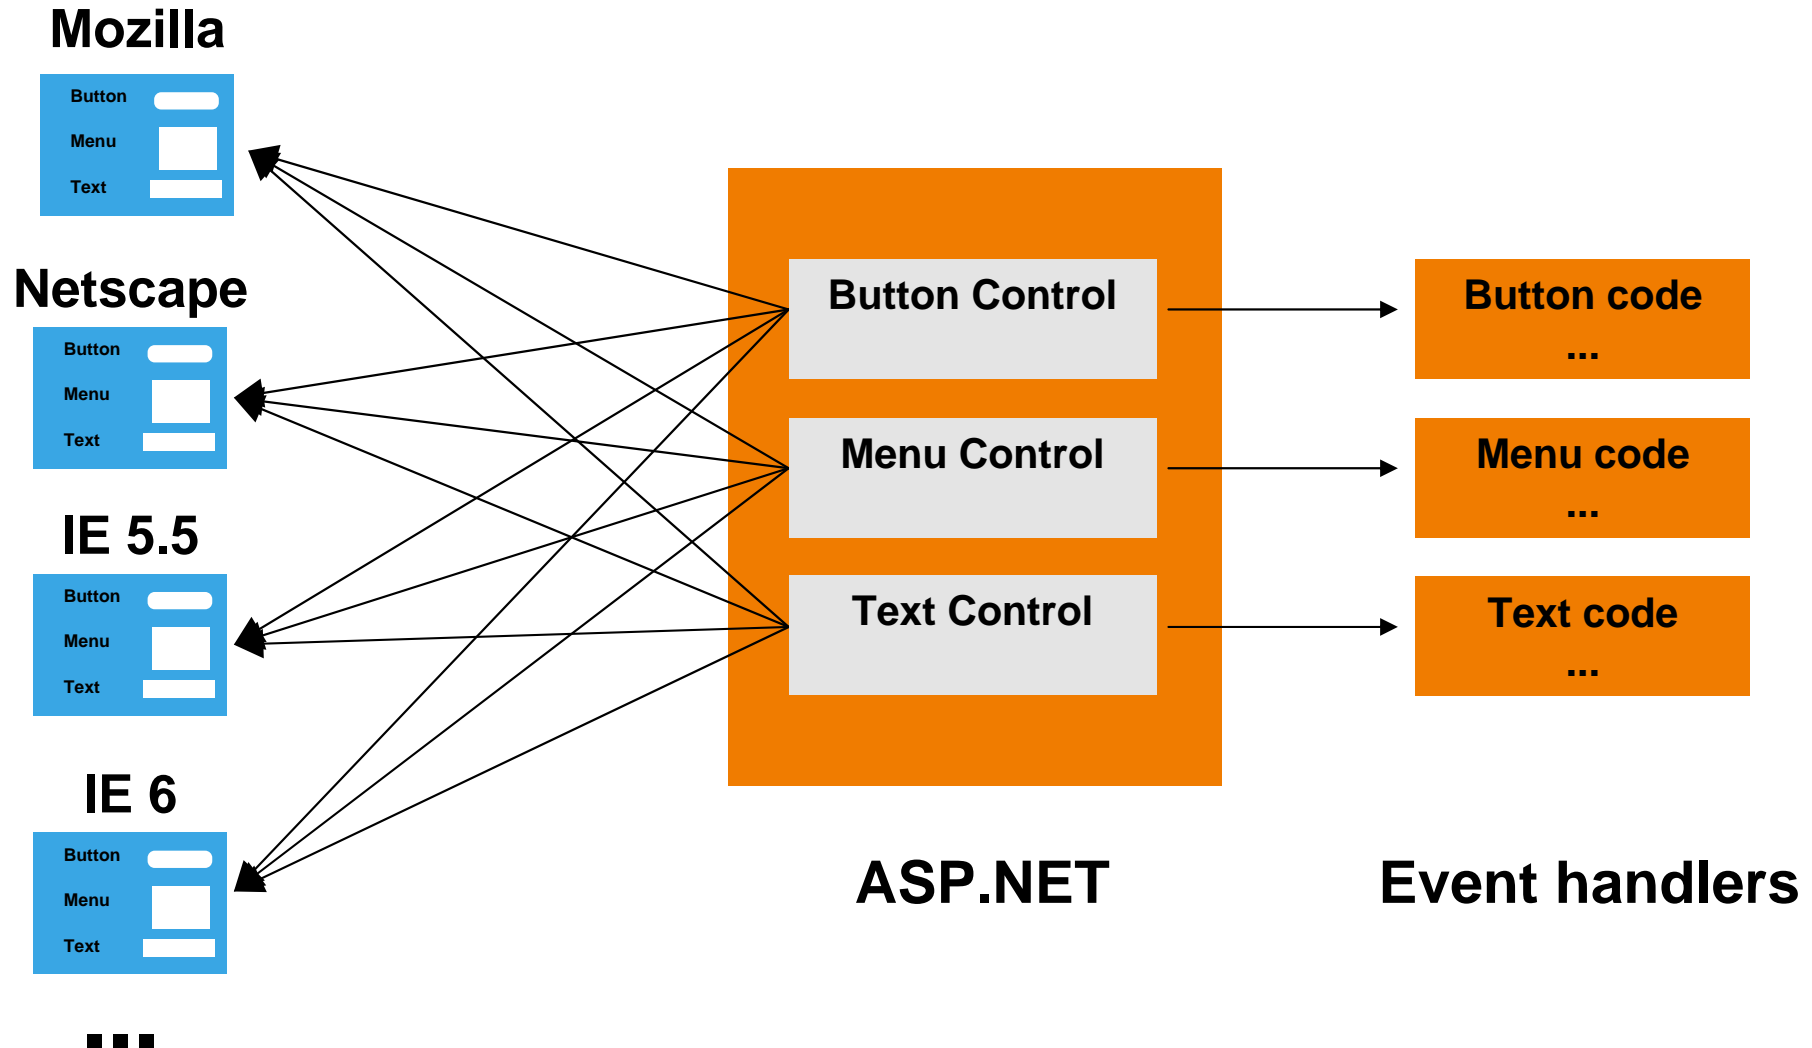 Mozilla
Button
Menu
Text
Netscape
Button
Menu
Text
IE 5.5
Button
Menu
Text
IE 6
Button
Menu
Text
...
Button Control
Menu Control
Text Control
ASP.NET
Button code
...
Menu code
...
Text code
...
Event handlers